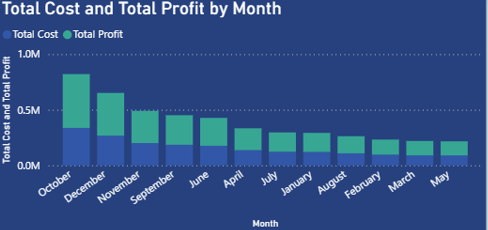 Total Cost and Total Profit by Month
Total Cost Total Profit
Total Cost and Total Profit
1.0M
0.5M
0.0M
October December November September June April July January August February March May
Month